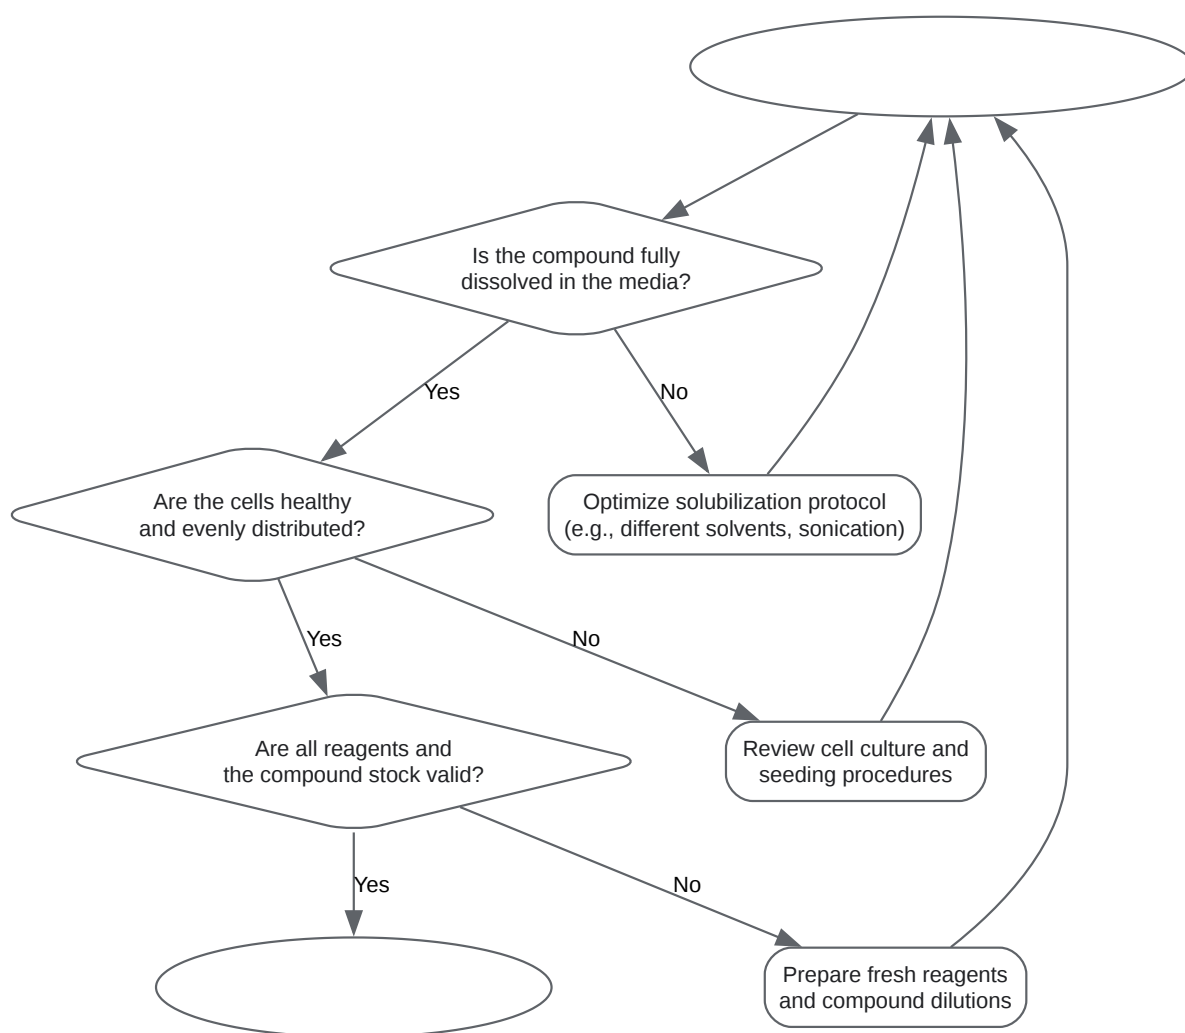 Is the compound fully
dissolved in the media?
Yes
No
Are the cells healthy
and evenly distributed?
Optimize solubilization protocol
(e.g., different solvents, sonication)
Yes
No
Are all reagents and
the compound stock valid?
Review cell culture and
seeding procedures
Yes
No
Prepare fresh reagents
and compound dilutions